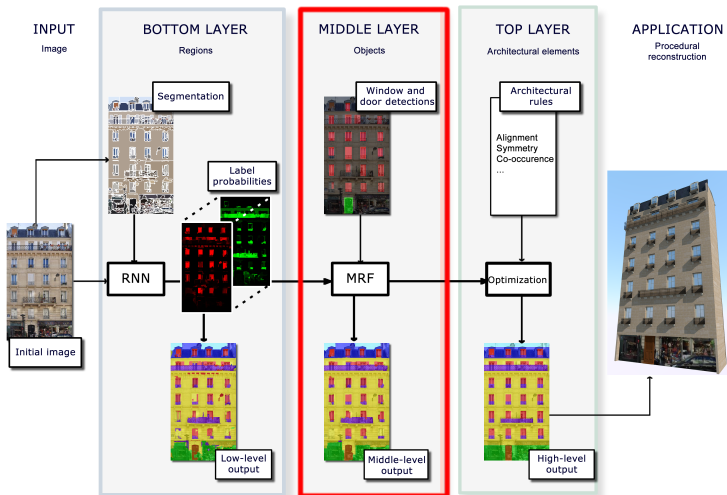 INPUT
Image
BOTTOM LAYER
Regions
MIDDLE LAYER
Objects
TOP LAYER
Architectural elements
APPLICATION
Procedural
reconstruction
Segmentation
Window and
door detections
Architectural
rules
Alignment
Symmetry
Co-occurence
...
Label
probabilities
RNN
MRF
Optimization
Initial image
Low-level
output
Middle-level
output
High-level
output